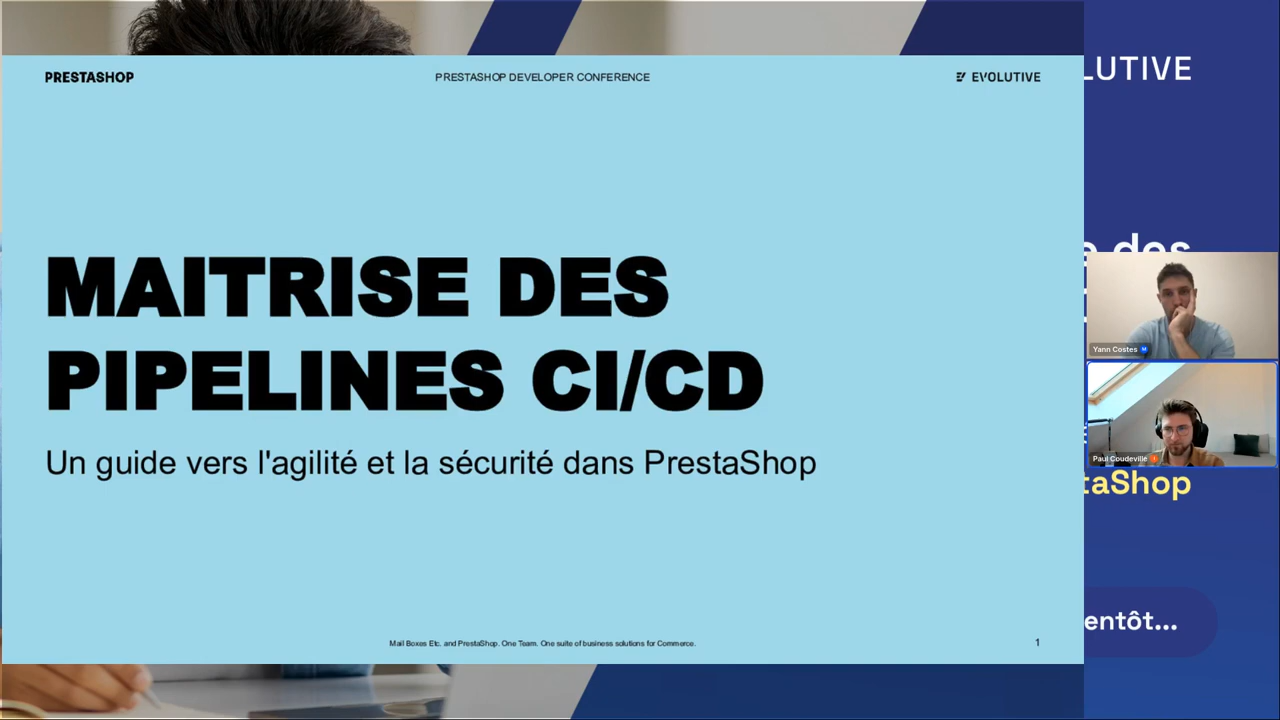 PRESTASHOP
PRESTASHOP DEVELOPER CONFERENCE
EVOLUTIVE
LUTIVE
MAITRISE DES
PIPELINES CI/CD
Un guide vers l'agilité et la sécurité dans PrestaShop
Mail Boxes Etc. and PrestaShop. One Team. One suite of business solutions for Commerce.
1
e des
Yann Costes
Paul Coudeville
taShop
entôt...